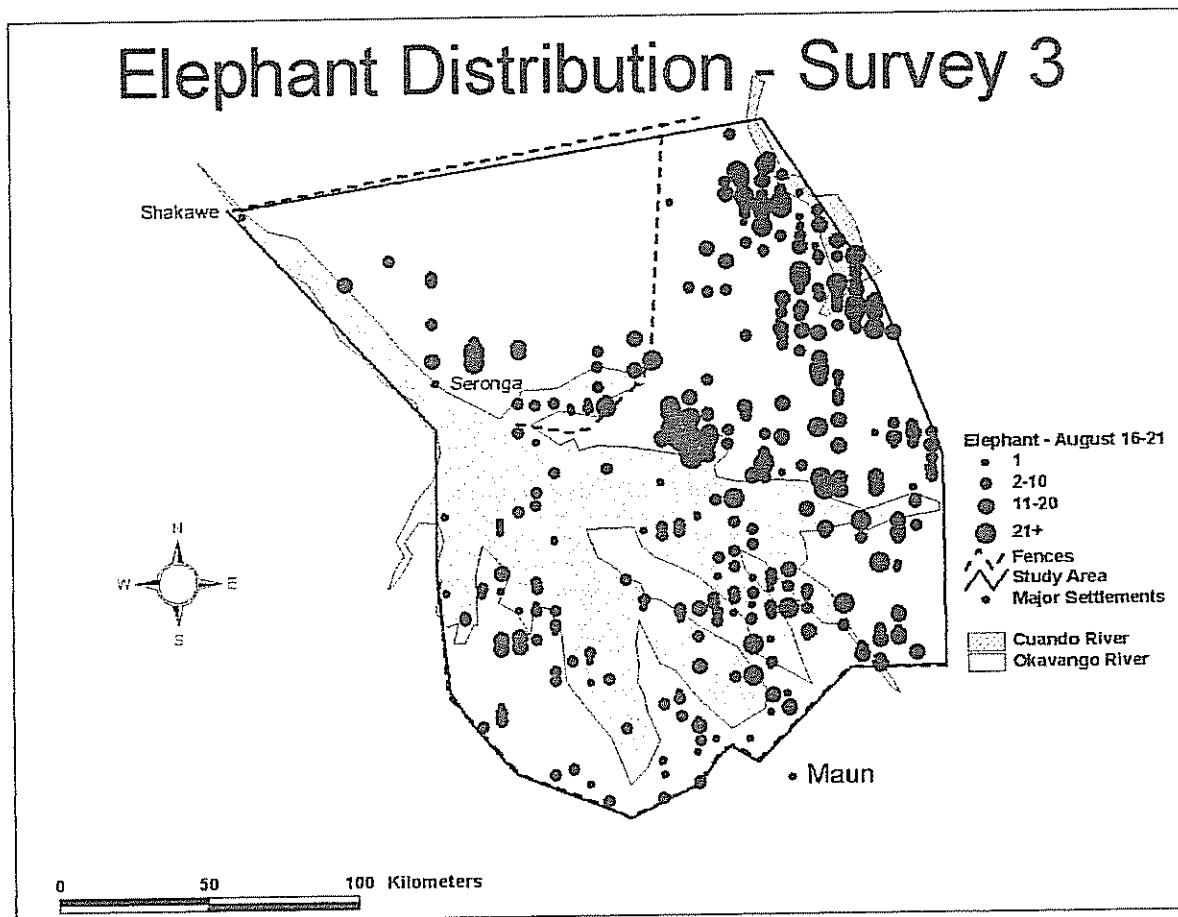 Elephant Distribution - Survey 3
Shakawe
Seronga
Elephant - August 16-21
1
2-10
11-20
21+
Fences
Study Area
Major Settlements
Cuando River
Okavango River
N
W E
S
Maun
0 50 100 Kilometers